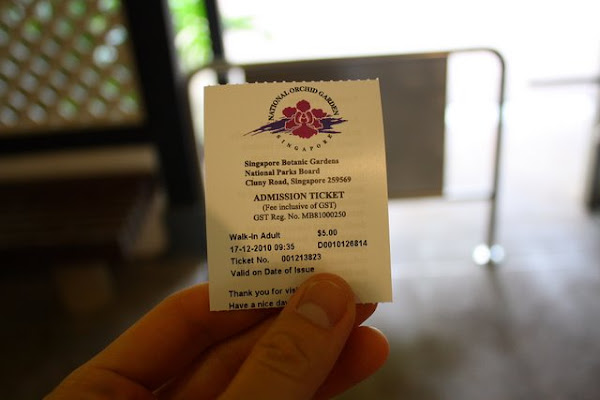 NATIONAL ORCHID GARDEN
SINGAPORE
Singapore Botanic Gardens
National Parks Board
Cluny Road, Singapore 259569
ADMISSION TICKET
(Fee inclusive of GST)
GST Reg. No. MB81000250
Walk-in Adult $5.00
17-12-2010 09:35 D0010126814
Ticket No. 001213823
Valid on Date of Issue
Thank you for
Have a nice day